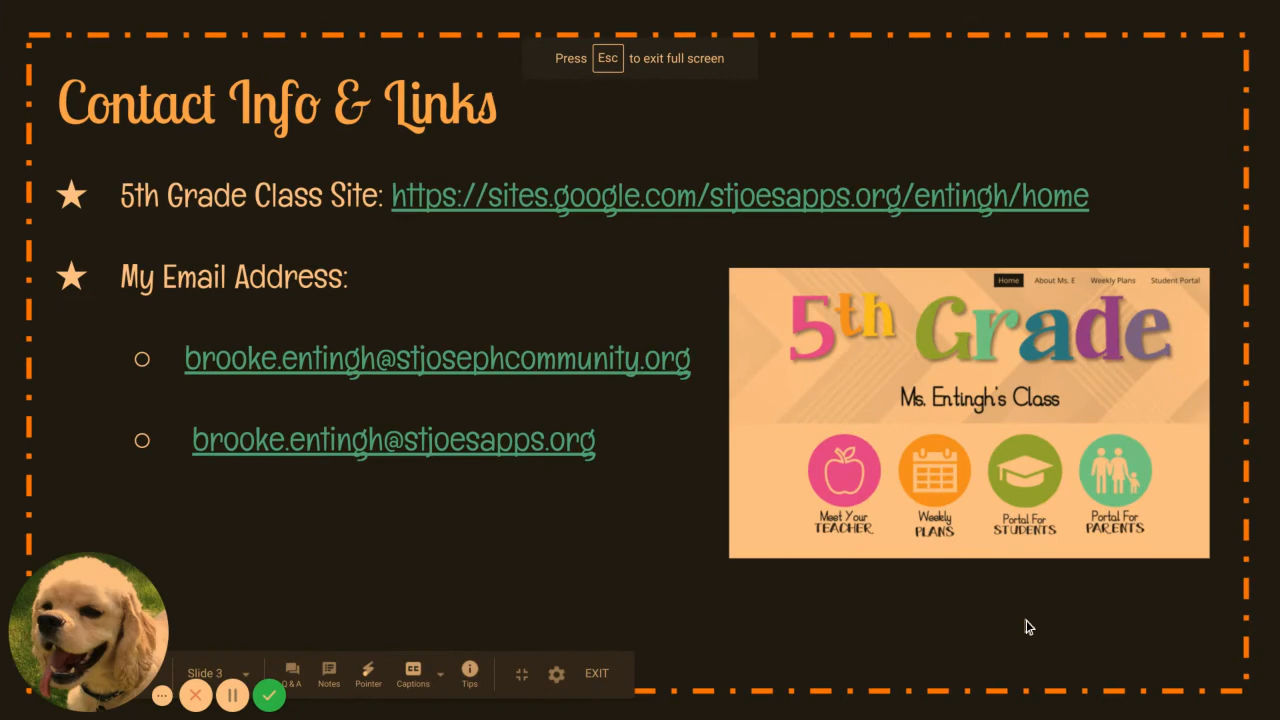 Press Esc to exit full screen
Contact Info & Links
★ 5th Grade Class Site: https://sites.google.com/stjoesapps.org/entingh/home
★ My Email Address:
○ brooke.entingh@stjosephcommunity.org
○ brooke.entingh@stjoesapps.org
Home About Ms. E Weekly Plans Student Portal
5th Grade
Ms. Entingh's Class
Meet Your TEACHER
Weekly PLANS
Portal For STUDENTS
Portal For PARENTS
Slide 3
Q & A Notes Pointer Captions Tips EXIT